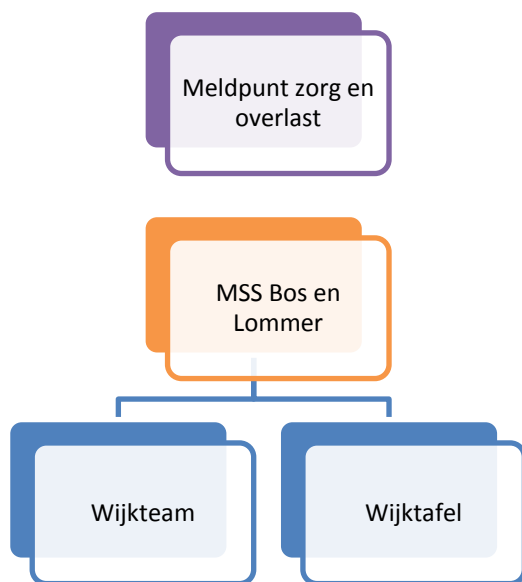 Meldpunt zorg en
overlast
MSS Bos en
Lommer
Wijkteam
Wijktafel